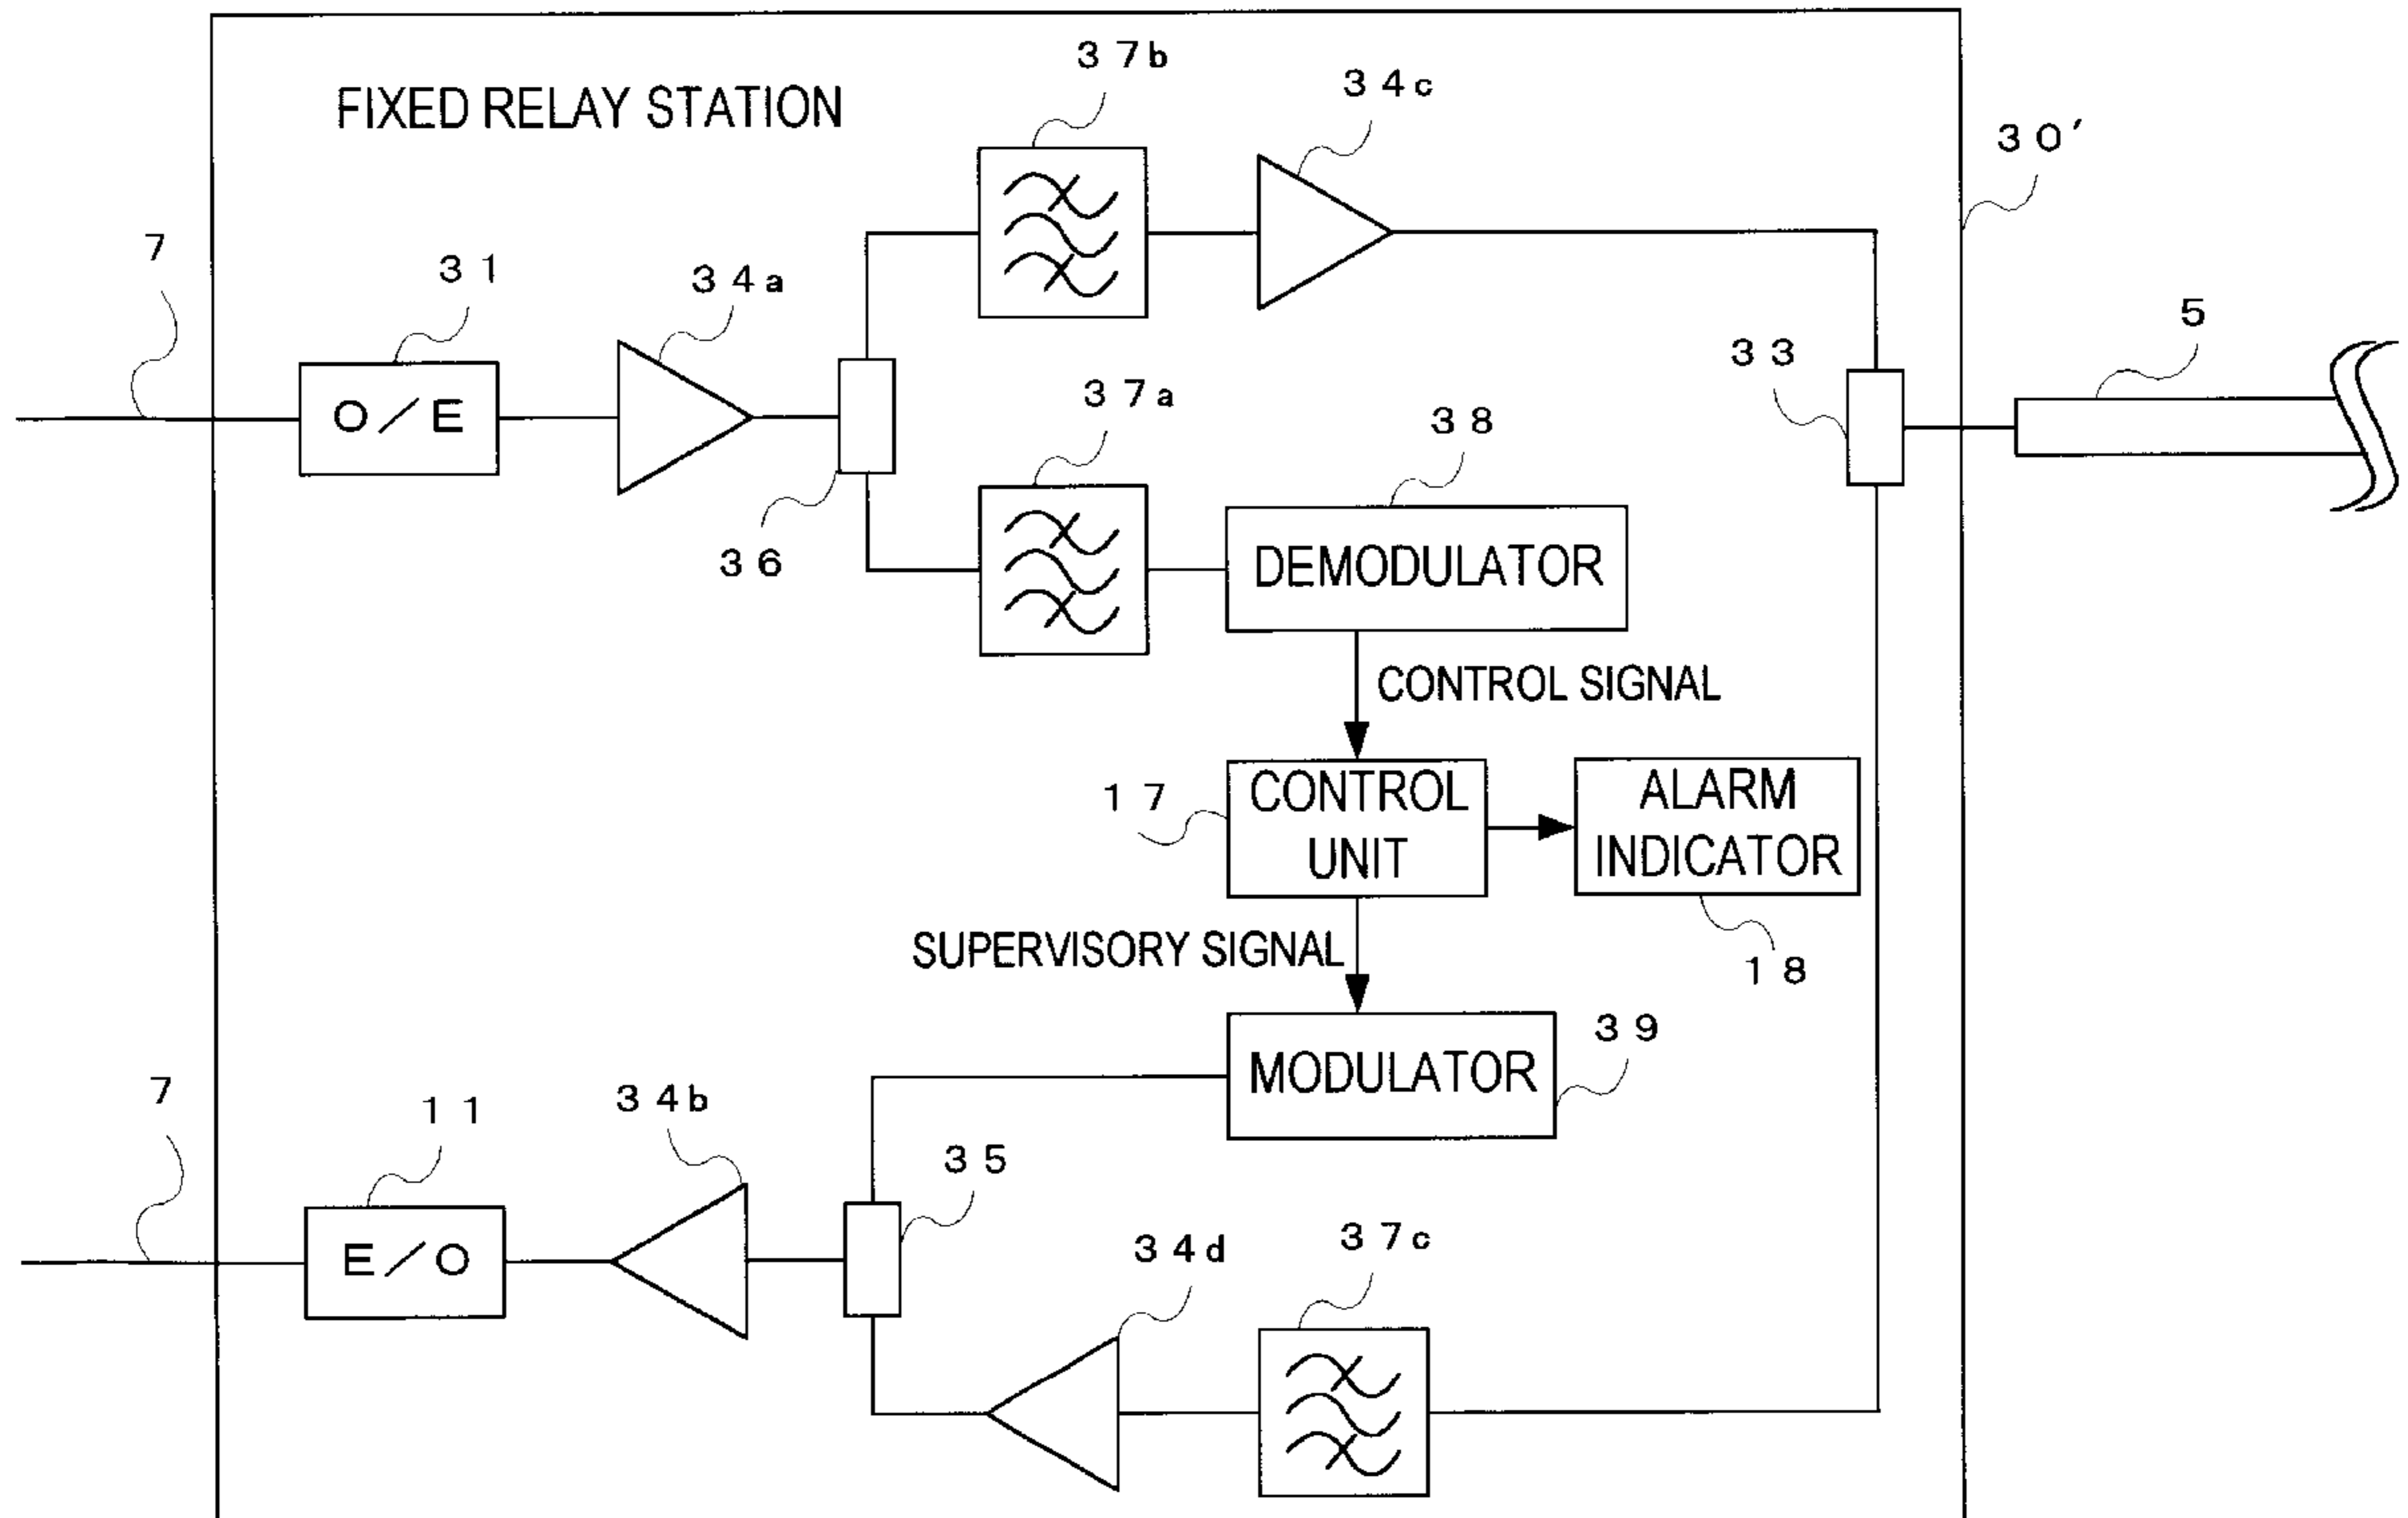 37b
FIXED RELAY STATION
34c
30'
7
31
34a
5
33
O/E
37a
38
36
DEMODULATOR
CONTROL SIGNAL
17
CONTROL
UNIT
ALARM
INDICATOR
SUPERVISORY SIGNAL
18
39
MODULATOR
7
11
34b
35
E/O
34d
37c